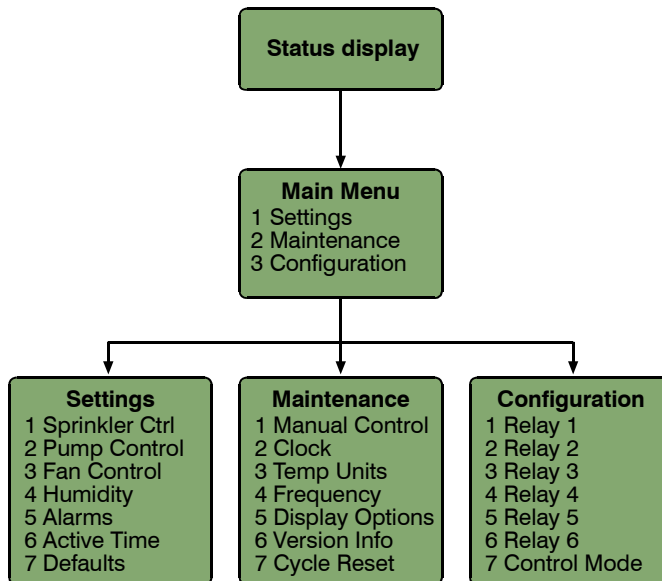 Status display
Main Menu
1 Settings
2 Maintenance
3 Configuration
Settings
1 Sprinkler Ctrl
2 Pump Control
3 Fan Control
4 Humidity
5 Alarms
6 Active Time
7 Defaults
Maintenance
1 Manual Control
2 Clock
3 Temp Units
4 Frequency
5 Display Options
6 Version Info
7 Cycle Reset
Configuration
1 Relay 1
2 Relay 2
3 Relay 3
4 Relay 4
5 Relay 5
6 Relay 6
7 Control Mode